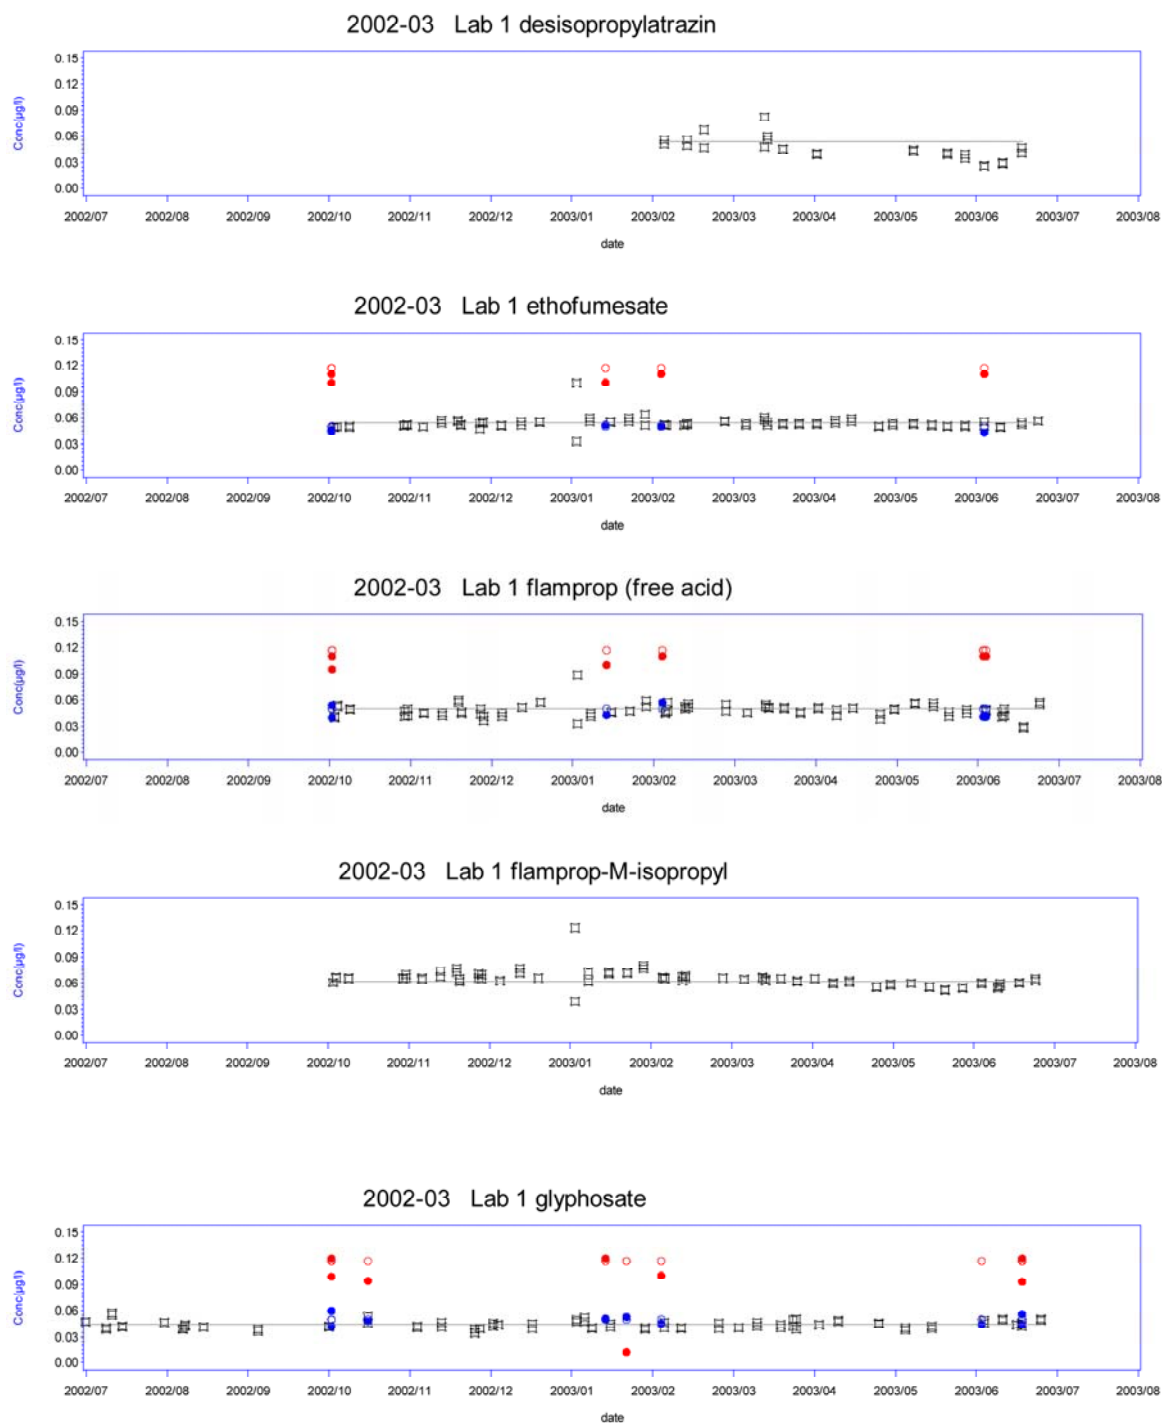 2002-03 Lab 1 desisopropylatrazin
0.15
0.12
0.09
0.06
0.03
0.00
Conc(µg/l)
2002/07 2002/08 2002/09 2002/10 2002/11 2002/12 2003/01 2003/02 2003/03 2003/04 2003/05 2003/06 2003/07 2003/08
date
2002-03 Lab 1 ethofumesate
0.15
0.12
0.09
0.06
0.03
0.00
Conc(µg/l)
2002/07 2002/08 2002/09 2002/10 2002/11 2002/12 2003/01 2003/02 2003/03 2003/04 2003/05 2003/06 2003/07 2003/08
date
2002-03 Lab 1 flamprop (free acid)
0.15
0.12
0.09
0.06
0.03
0.00
Conc(µg/l)
2002/07 2002/08 2002/09 2002/10 2002/11 2002/12 2003/01 2003/02 2003/03 2003/04 2003/05 2003/06 2003/07 2003/08
date
2002-03 Lab 1 flamprop-M-isopropyl
0.15
0.12
0.09
0.06
0.03
0.00
Conc(µg/l)
2002/07 2002/08 2002/09 2002/10 2002/11 2002/12 2003/01 2003/02 2003/03 2003/04 2003/05 2003/06 2003/07 2003/08
date
2002-03 Lab 1 glyphosate
0.15
0.12
0.09
0.06
0.03
0.00
Conc(µg/l)
2002/07 2002/08 2002/09 2002/10 2002/11 2002/12 2003/01 2003/02 2003/03 2003/04 2003/05 2003/06 2003/07 2003/08
date